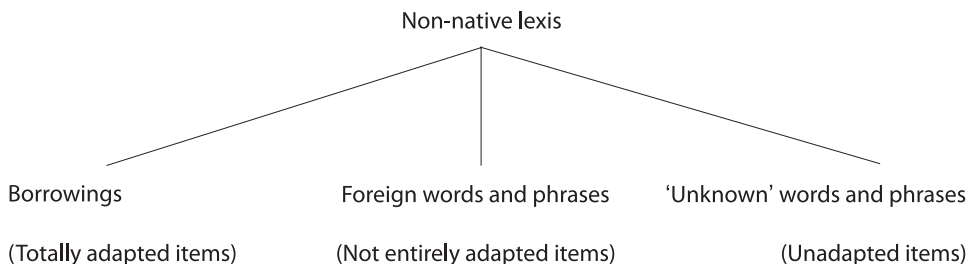 Non-native lexis
Borrowings
Foreign words and phrases
‘Unknown’ words and phrases
(Totally adapted items)
(Not entirely adapted items)
(Unadapted items)